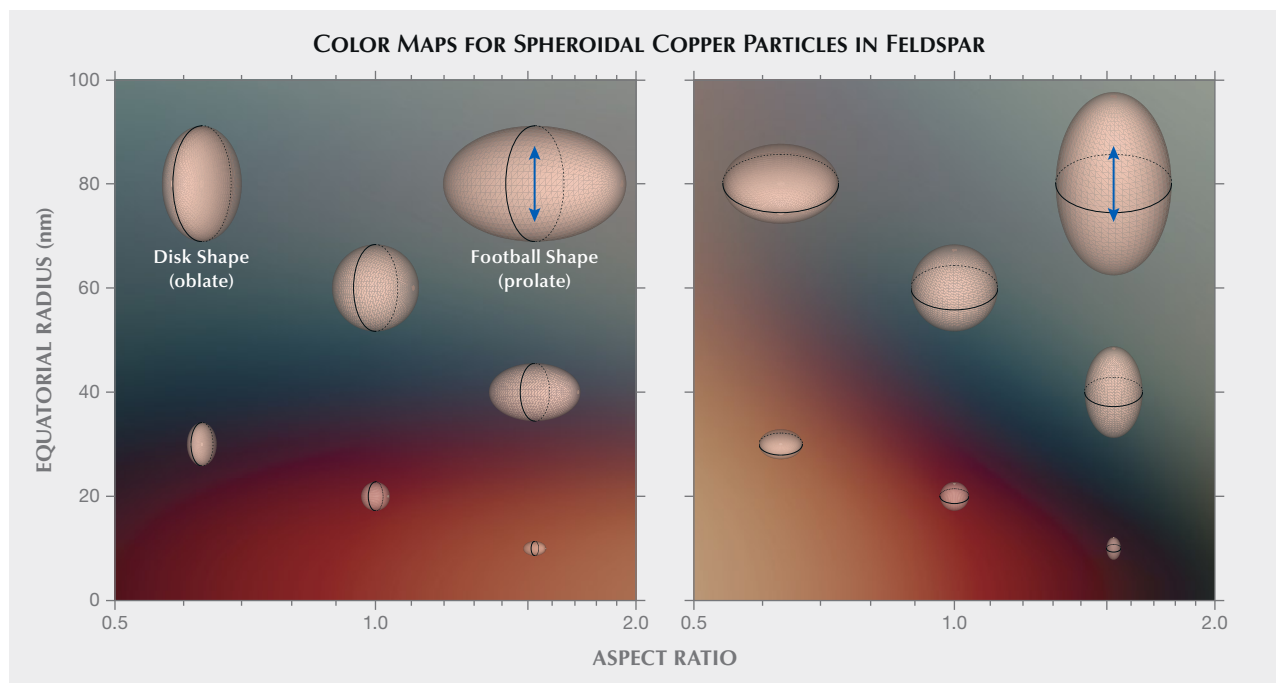 COLOR MAPS FOR SPHEROIDAL COPPER PARTICLES IN FELDSPAR
100
80
60
40
20
0
EQUATORIAL RADIUS (nm)
Disk Shape
(oblate)
Football Shape
(prolate)
0.5
1.0
2.0
0.5
1.0
2.0
ASPECT RATIO